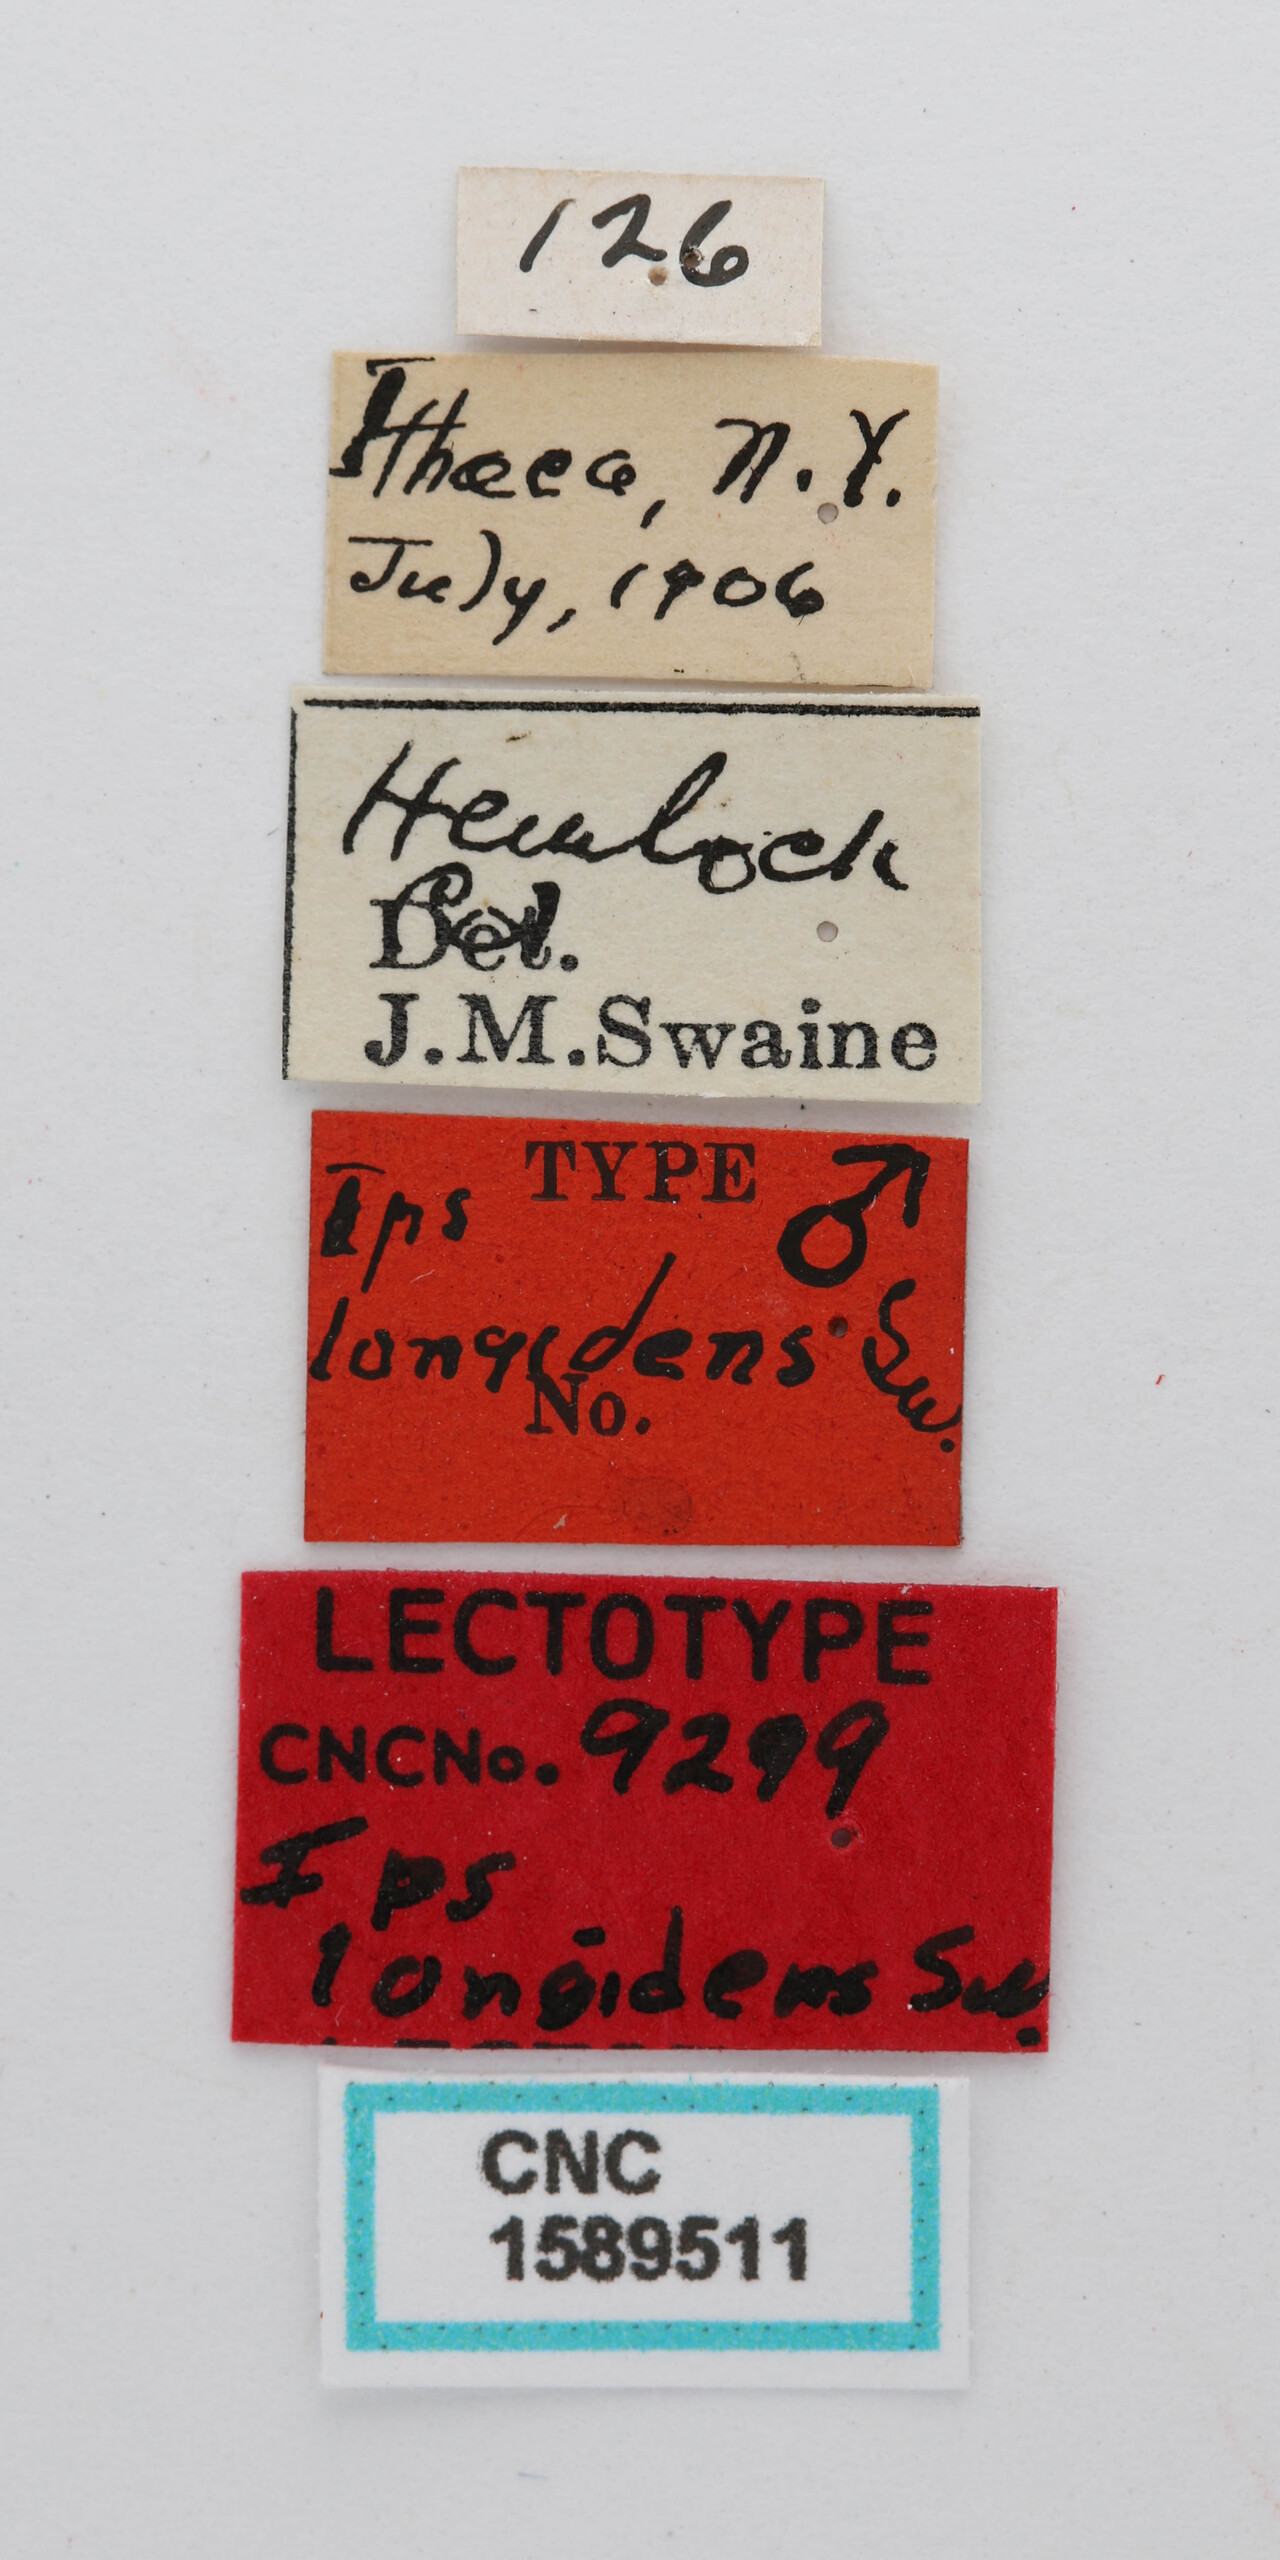 126
Ithaca, N.Y.
July, 1906
Hemlock
Col.
J.M.Swaine
TYPE ♂
Ips
longidens Sw.
No.
LECTOTYPE
CNCNo. 9299
Ips
longidens Sw.
CNC
1589511